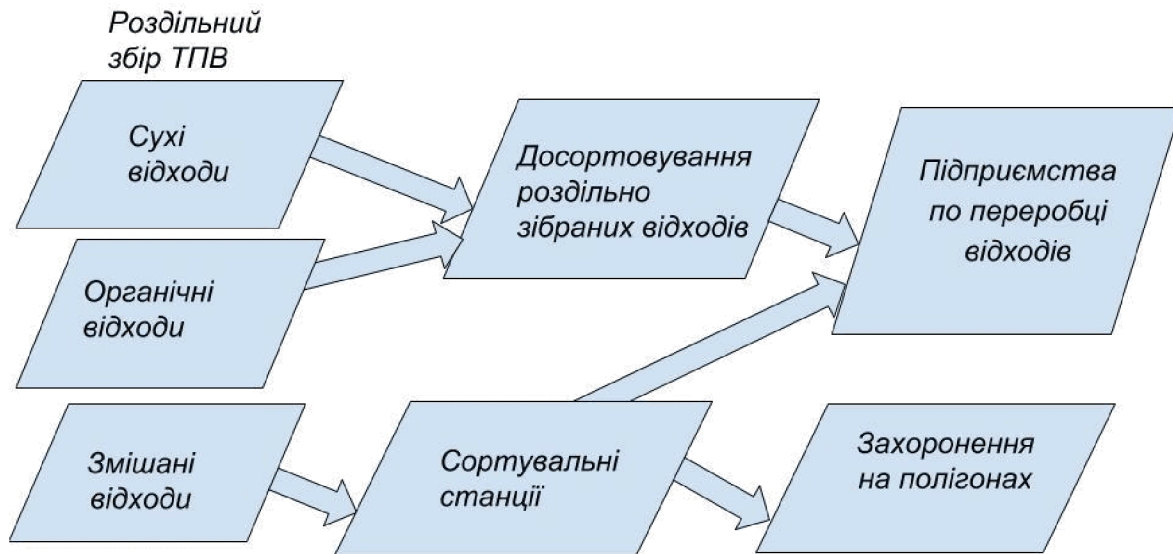 Роздільний
збір ТПВ
Сухі
відходи
Досортовування
роздільно
зібраних відходів
Підприємства
по переробці
відходів
Органічні
відходи
Змішані
відходи
Сортувальні
станції
Захоронення
на полігонах